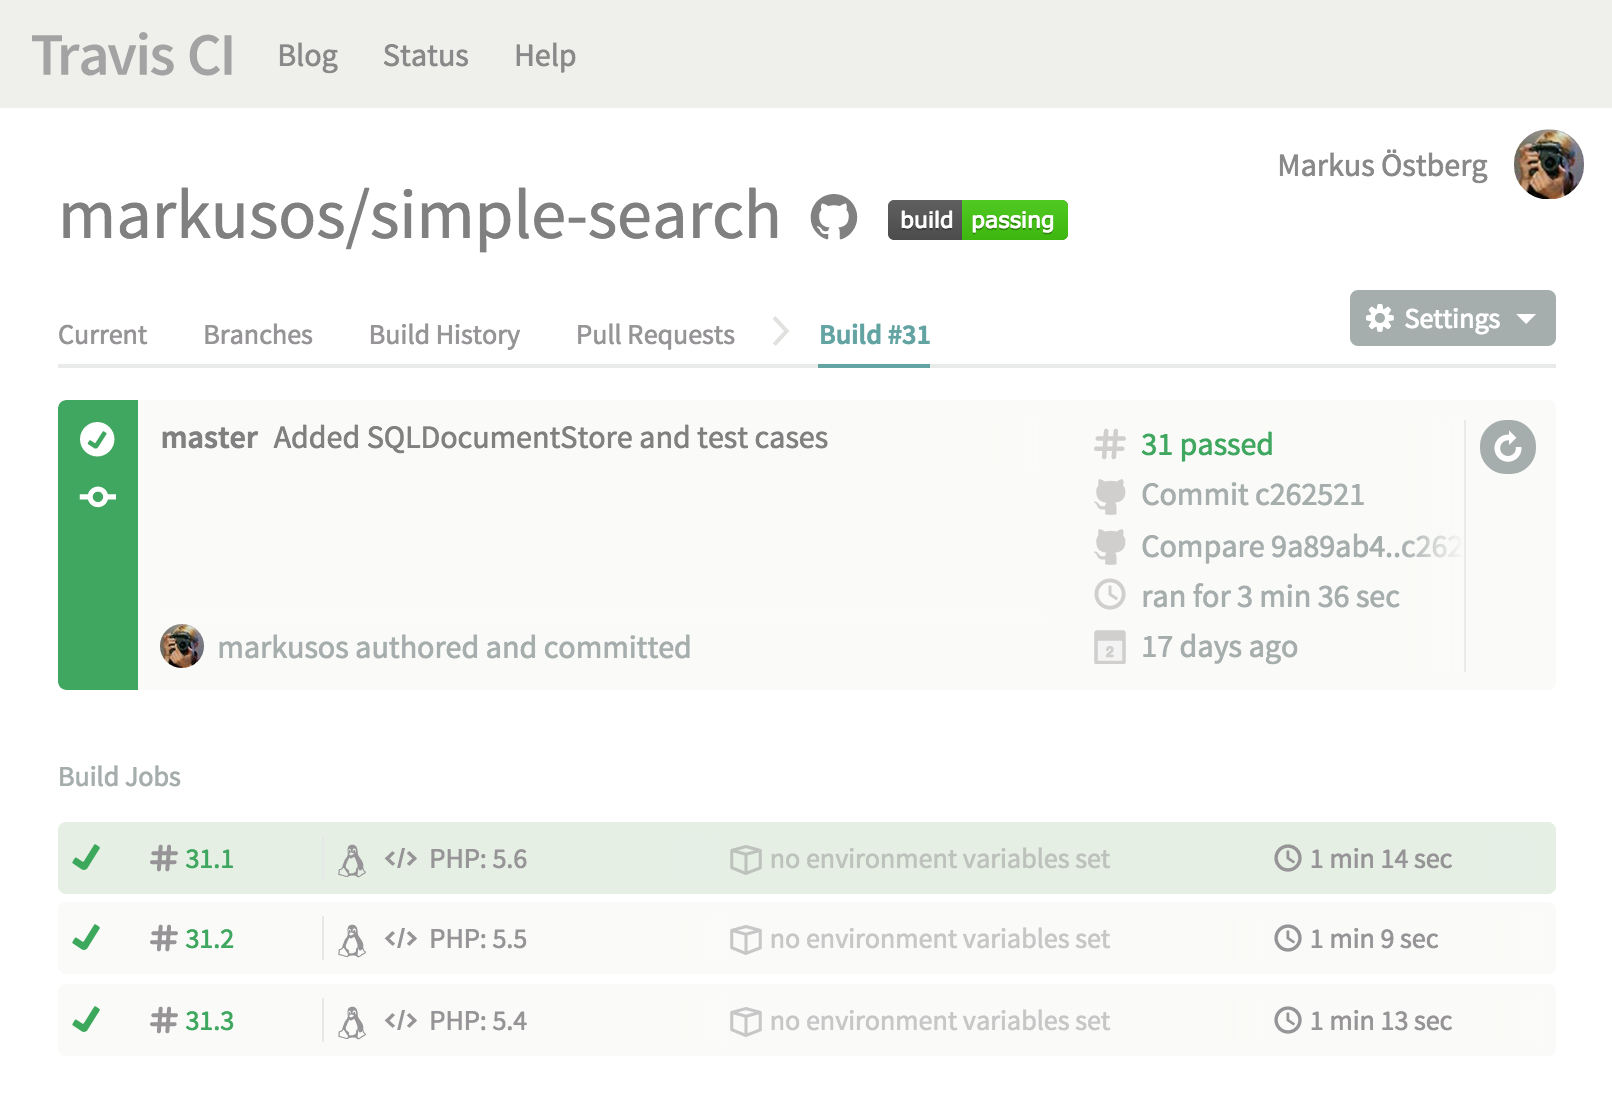 Travis CI Blog Status Help
Markus Östberg
markusos/simple-search build passing
Current Branches Build History Pull Requests Build #31
Settings
master Added SQLDocumentStore and test cases
# 31 passed
Commit c262521
Compare 9a89ab4..c262
ran for 3 min 36 sec
markusos authored and committed
2 17 days ago
Build Jobs
# 31.1 </> PHP: 5.6 no environment variables set 1 min 14 sec
# 31.2 </> PHP: 5.5 no environment variables set 1 min 9 sec
# 31.3 </> PHP: 5.4 no environment variables set 1 min 13 sec